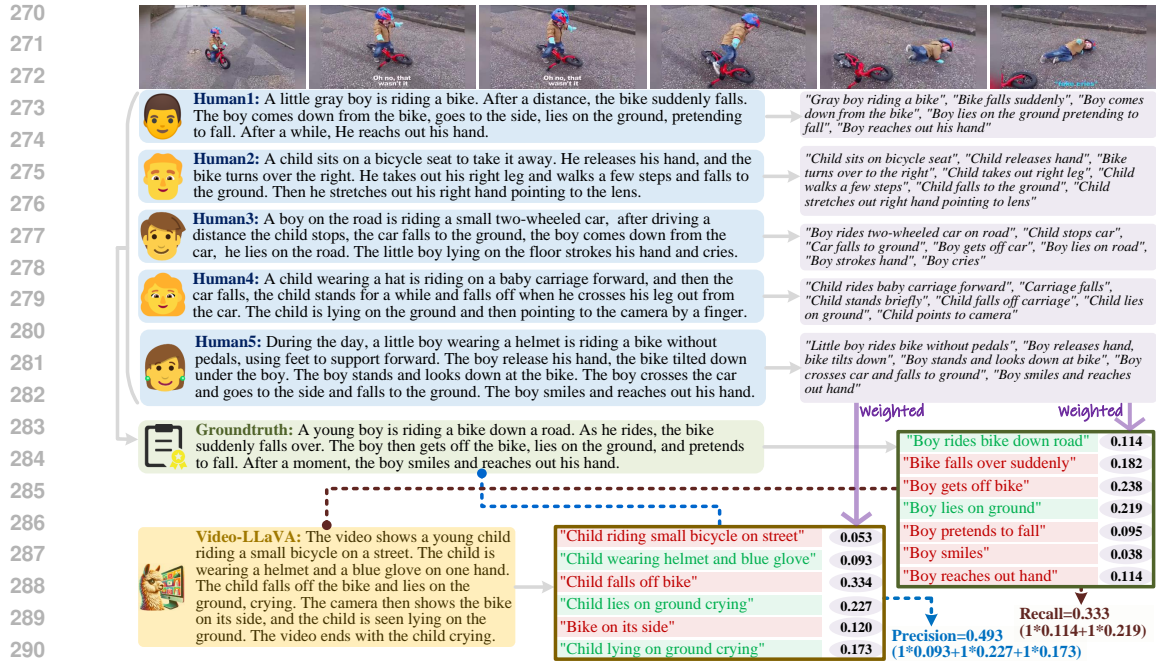 270
271
272
273
274
275
276
277
278
279
280
281
282
283
284
285
286
287
288
289
290
Oh no, that
wasn't it
Oh no, that
wasn't it
Human1: A little gray boy is riding a bike. After a distance, the bike suddenly falls.
The boy comes down from the bike, goes to the side, lies on the ground, pretending
to fall. After a while, He reachs out his hand.
"Gray boy riding a bike", "Bike falls suddenly", "Boy comes
down from the bike", "Boy lies on the ground pretending to
fall", "Boy reaches out his hand"
Human2: A child sits on a bicycle seat to take it away. He releases his hand, and the
bike turns over the right. He takes out his right leg and walks a few steps and falls to
the ground. Then he stretches out his right hand pointing to the lens.
"Child sits on bicycle seat", "Child releases hand", "Bike
turns over to the right", "Child takes out right leg", "Child
walks a few steps", "Child falls to the ground", "Child
stretches out right hand pointing to lens"
Human3: A boy on the road is riding a small two-wheeled car, after driving a
distance the child stops, the car falls to the ground, the boy comes down from the
car, he lies on the road. The little boy lying on the floor strokes his hand and cries.
"Boy rides two-wheeled car on road", "Child stops car",
"Car falls to ground", "Boy gets off car", "Boy lies on road",
"Boy strokes hand", "Boy cries"
Human4: A child wearing a hat is riding on a baby carriage forward, and then the
car falls, the child stands for a while and falls off when he crosses his leg out from
the car. The child is lying on the ground and then pointing to the camera by a finger.
"Child rides baby carriage forward", "Carriage falls",
"Child stands briefly", "Child falls off carriage", "Child lies
on ground", "Child points to camera"
Human5: During the day, a little boy wearing a helmet is riding a bike without
pedals, using feet to support forward. The boy release his hand, the bike tilted down
under the boy. The boy stands and looks down at the bike. The boy crosses the car
and goes to the side and falls to the ground. The boy smiles and reaches out his hand.
"Little boy rides bike without pedals", "Boy releases hand,
bike tilts down", "Boy stands and looks down at bike", "Boy
crosses car and falls to ground", "Boy smiles and reaches
out hand"
Weighted
Weighted
Groundtruth: A young boy is riding a bike down a road. As he rides, the bike
suddenly falls over. The boy then gets off the bike, lies on the ground, and pretends
to fall. After a moment, the boy smiles and reaches out his hand.
"Boy rides bike down road" 0.114
"Bike falls over suddenly" 0.182
"Boy gets off bike" 0.238
"Boy lies on ground" 0.219
"Boy pretends to fall" 0.095
"Boy smiles" 0.038
"Boy reaches out hand" 0.114
Video-LLaVA: The video shows a young child
riding a small bicycle on a street. The child is
wearing a helmet and a blue glove on one hand.
The child falls off the bike and lies on the
ground, crying. The camera then shows the bike
on its side, and the child is seen lying on the
ground. The video ends with the child crying.
"Child riding small bicycle on street" 0.053
"Child wearing helmet and blue glove" 0.093
"Child falls off bike" 0.334
"Child lies on ground crying" 0.227
"Bike on its side" 0.120
"Child lying on ground crying" 0.173
Recall=0.333
(1*0.114+1*0.219)
Precision=0.493
(1*0.093+1*0.227+1*0.173)